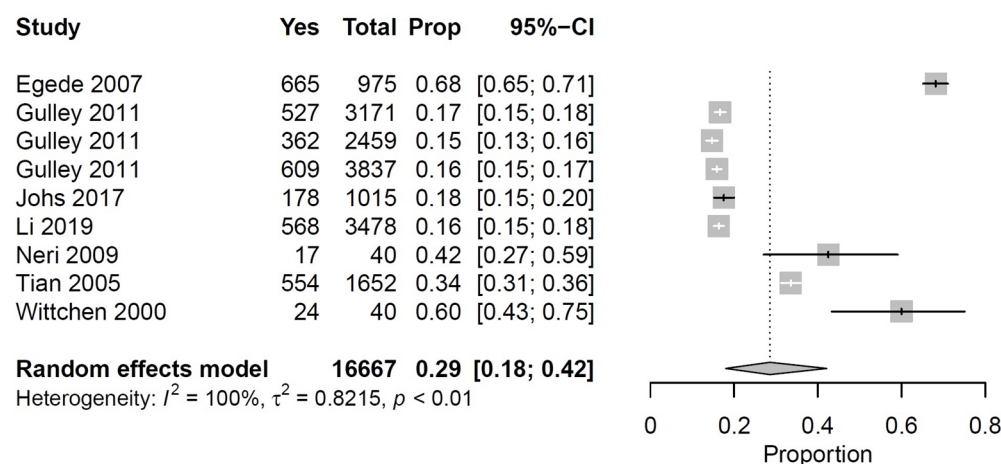 Study Yes Total Prop 95%−CI
Egede 2007 665 975 0.68 [0.65; 0.71]
Gulley 2011 527 3171 0.17 [0.15; 0.18]
Gulley 2011 362 2459 0.15 [0.13; 0.16]
Gulley 2011 609 3837 0.16 [0.15; 0.17]
Johs 2017 178 1015 0.18 [0.15; 0.20]
Li 2019 568 3478 0.16 [0.15; 0.18]
Neri 2009 17 40 0.42 [0.27; 0.59]
Tian 2005 554 1652 0.34 [0.31; 0.36]
Wittchen 2000 24 40 0.60 [0.43; 0.75]
Random effects model 16667 0.29 [0.18; 0.42]
Heterogeneity: I² = 100%, τ² = 0.8215, p < 0.01
0 0.2 0.4 0.6 0.8
Proportion